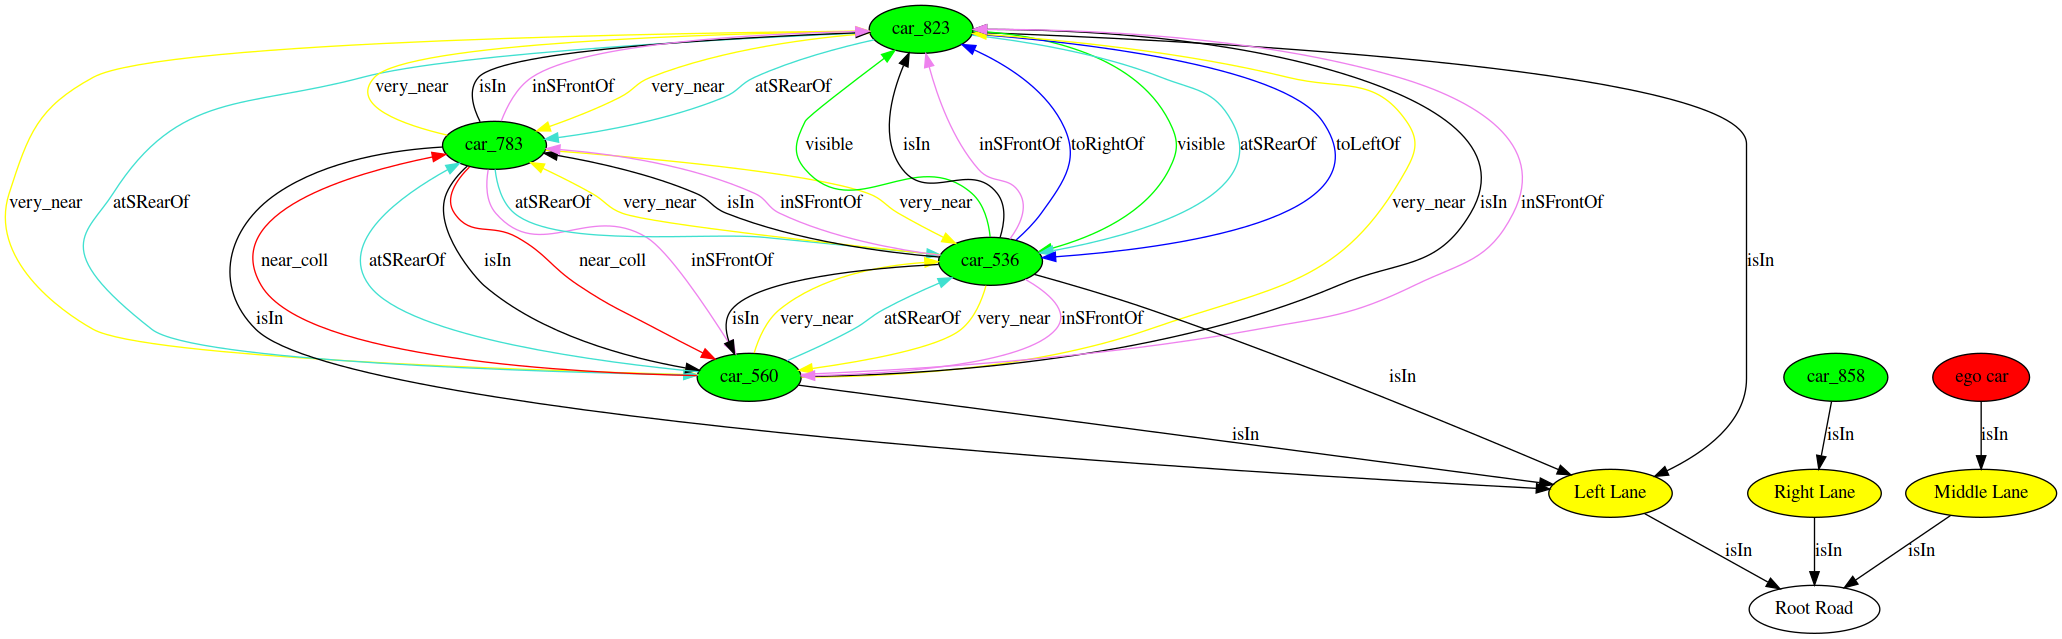 car_823
very_near
isIn
inSFrontOf
very_near
atSRearOf
car_783
visible
isIn
inSFrontOf
toRightOf
visible
atSRearOf
toLeftOf
very_near
atSRearOf
atSRearOf
very_near
isIn
inSFrontOf
very_near
very_near
isIn
inSFrontOf
near_coll
atSRearOf
isIn
near_coll
inSFrontOf
car_536
isIn
isIn
isIn
very_near
atSRearOf
very_near
inSFrontOf
car_560
isIn
car_858
ego car
isIn
isIn
isIn
Left Lane
Right Lane
Middle Lane
isIn
isIn
isIn
Root Road